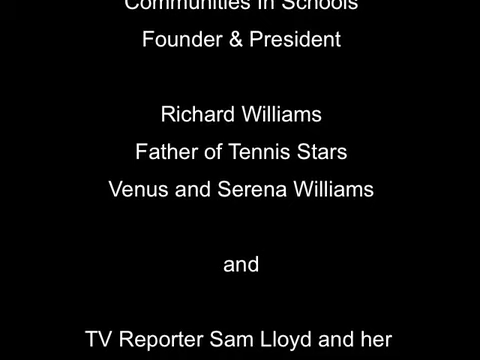 Communities In Schools
Founder & President
Richard Williams
Father of Tennis Stars
Venus and Serena Williams
and
TV Reporter Sam Lloyd and her